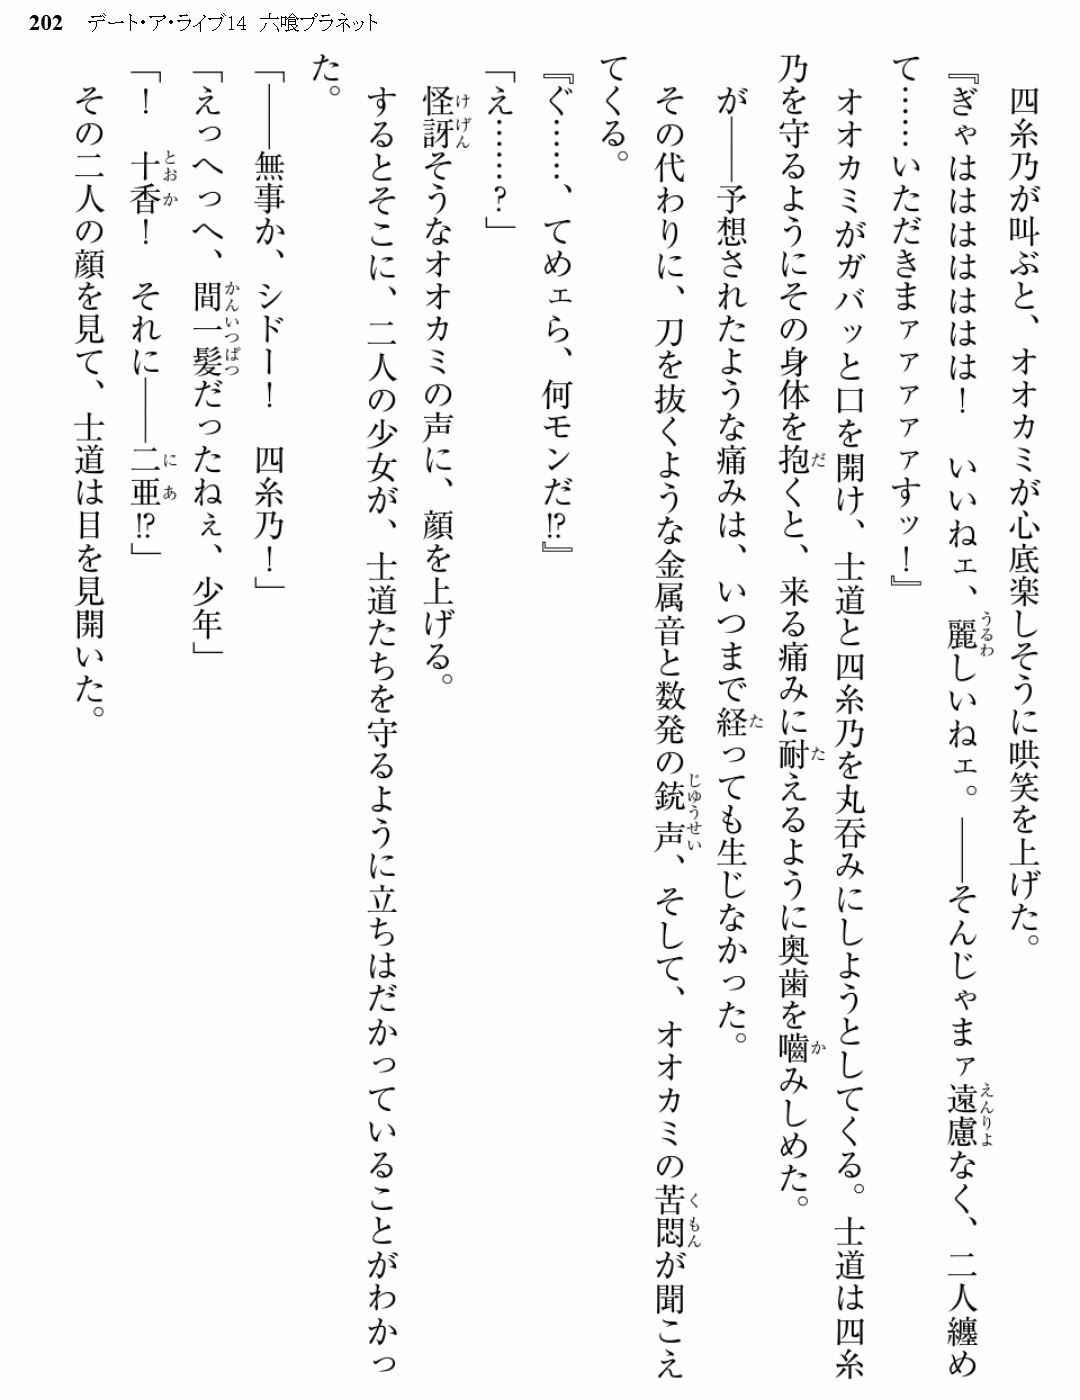 202 デート・ア・ライブ14 六喰プラネット
四糸乃が叫ぶと、オオカミが心底楽しそうに哄笑を上げた。
『ぎゃはははははは！　いいねェ、麗しいねェ。――そんじゃまァ遠慮なく、二人纏め
て……いただきまァァァァァすッ！』
オオカミがガバッと口を開け、士道と四糸乃を丸呑みにしようとしてくる。士道は四糸
乃を守るようにその身体を抱くと、来る痛みに耐えるように奥歯を嚙みしめた。
が――予想されたような痛みは、いつまで経っても生じなかった。
その代わりに、刀を抜くような金属音と数発の銃声、そして、オオカミの苦悶が聞こえ
てくる。
『ぐ……、てめェら、何モンだ!?』
「え……？」
怪訝そうなオオカミの声に、顔を上げる。
するとそこに、二人の少女が、士道たちを守るように立ちはだかっていることがわかっ
た。
「――無事か、シドー！　四糸乃！」
「えっへっへ、間一髪だったねぇ、少年」
「！　十香！　それに――二亜!?」
その二人の顔を見て、士道は目を見開いた。